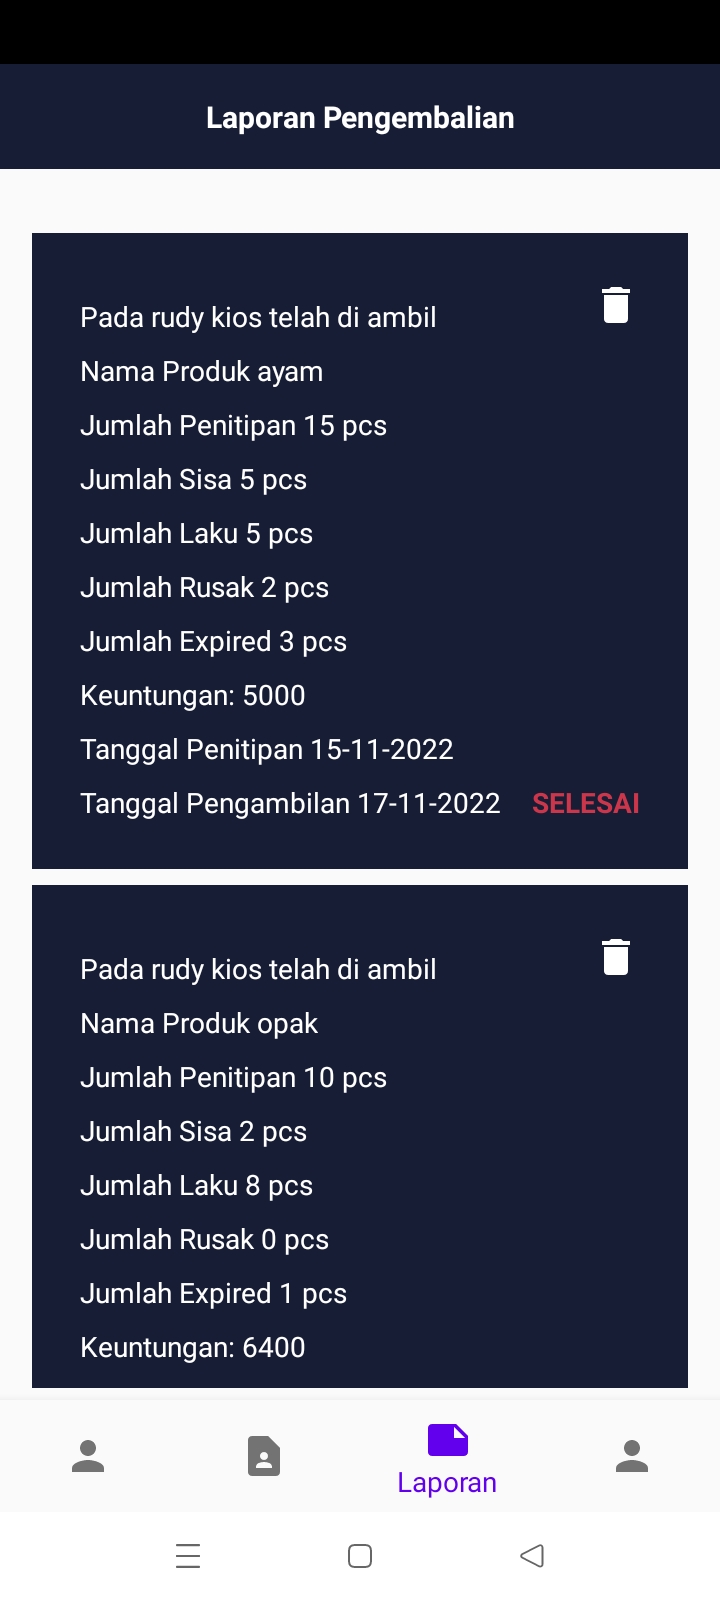 Laporan Pengembalian
Pada rudy kios telah di ambil
Nama Produk ayam
Jumlah Penitipan 15 pcs
Jumlah Sisa 5 pcs
Jumlah Laku 5 pcs
Jumlah Rusak 2 pcs
Jumlah Expired 3 pcs
Keuntungan: 5000
Tanggal Penitipan 15-11-2022
Tanggal Pengambilan 17-11-2022 SELESAI
Pada rudy kios telah di ambil
Nama Produk opak
Jumlah Penitipan 10 pcs
Jumlah Sisa 2 pcs
Jumlah Laku 8 pcs
Jumlah Rusak 0 pcs
Jumlah Expired 1 pcs
Keuntungan: 6400
Laporan